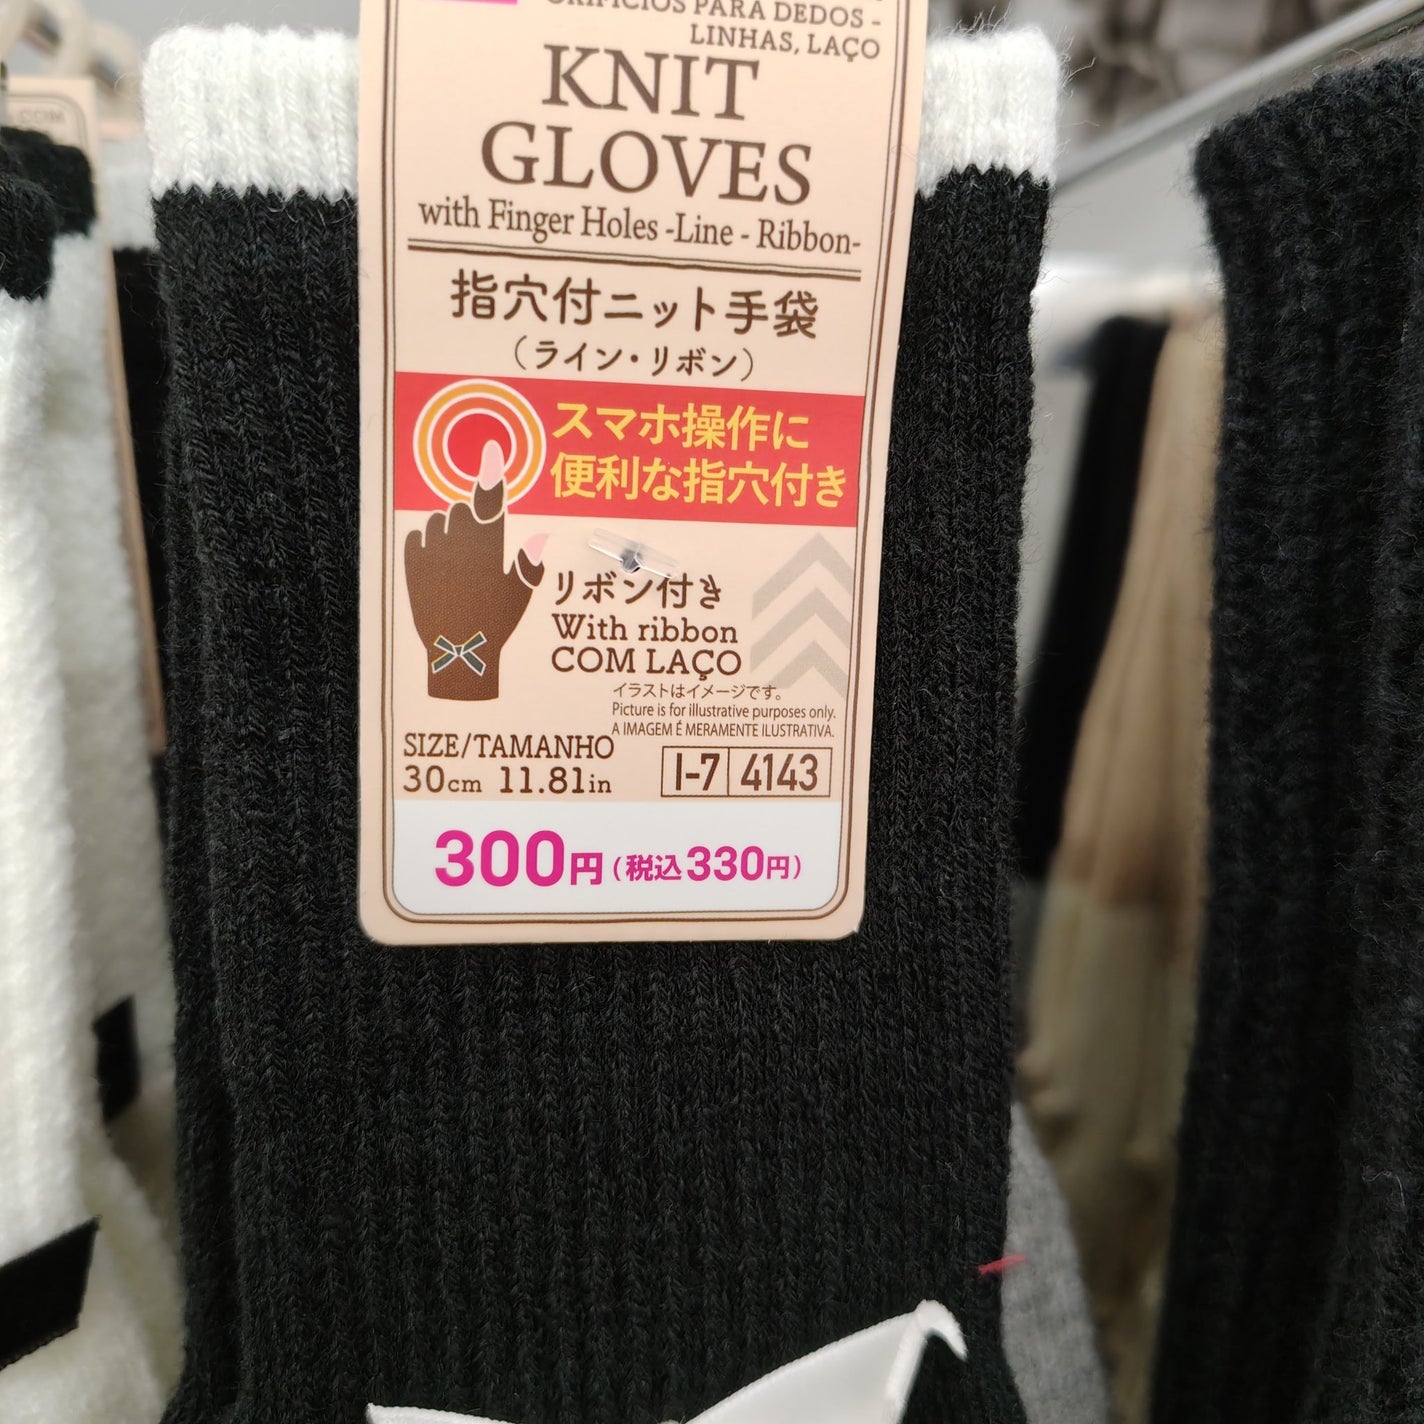 ORIFÍCIOS PARA DEDOS -
LINHAS, LAÇO
KNIT
GLOVES
with Finger Holes -Line - Ribbon-
指穴付ニット手袋
（ライン・リボン）
スマホ操作に
便利な指穴付き
リボン付き
With ribbon
COM LAÇO
イラストはイメージです。
Picture is for illustrative purposes only.
A IMAGEM É MERAMENTE ILUSTRATIVA.
SIZE/TAMANHO
30cm 11.81in
I-7 4143
300円(税込330円)